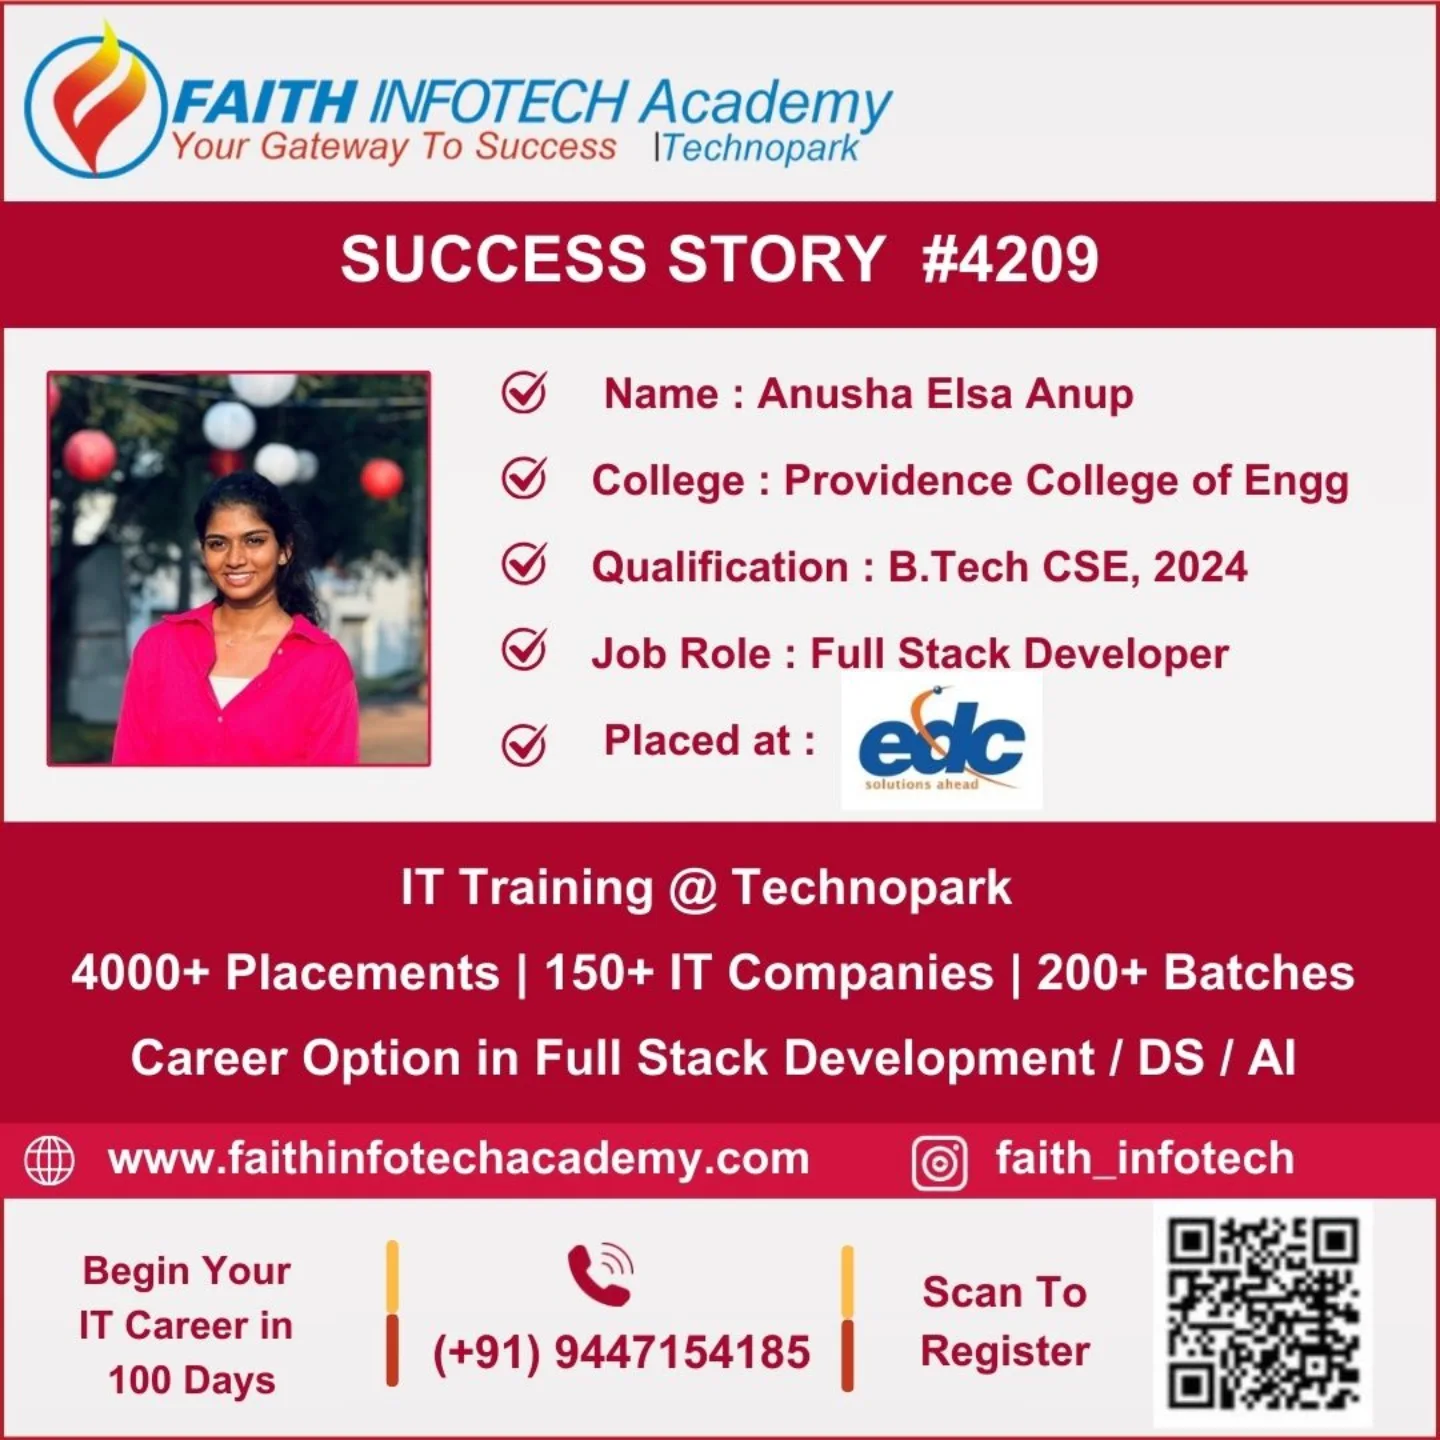 FAITH INFOTECH Academy
Your Gateway To Success |Technopark
SUCCESS STORY #4209
Name : Anusha Elsa Anup
College : Providence College of Engg
Qualification : B.Tech CSE, 2024
Job Role : Full Stack Developer
Placed at :
edc
solutions ahead
IT Training @ Technopark
4000+ Placements | 150+ IT Companies | 200+ Batches
Career Option in Full Stack Development / DS / AI
www.faithinfotechacademy.com
faith_infotech
Begin Your
IT Career in
100 Days
(+91) 9447154185
Scan To
Register